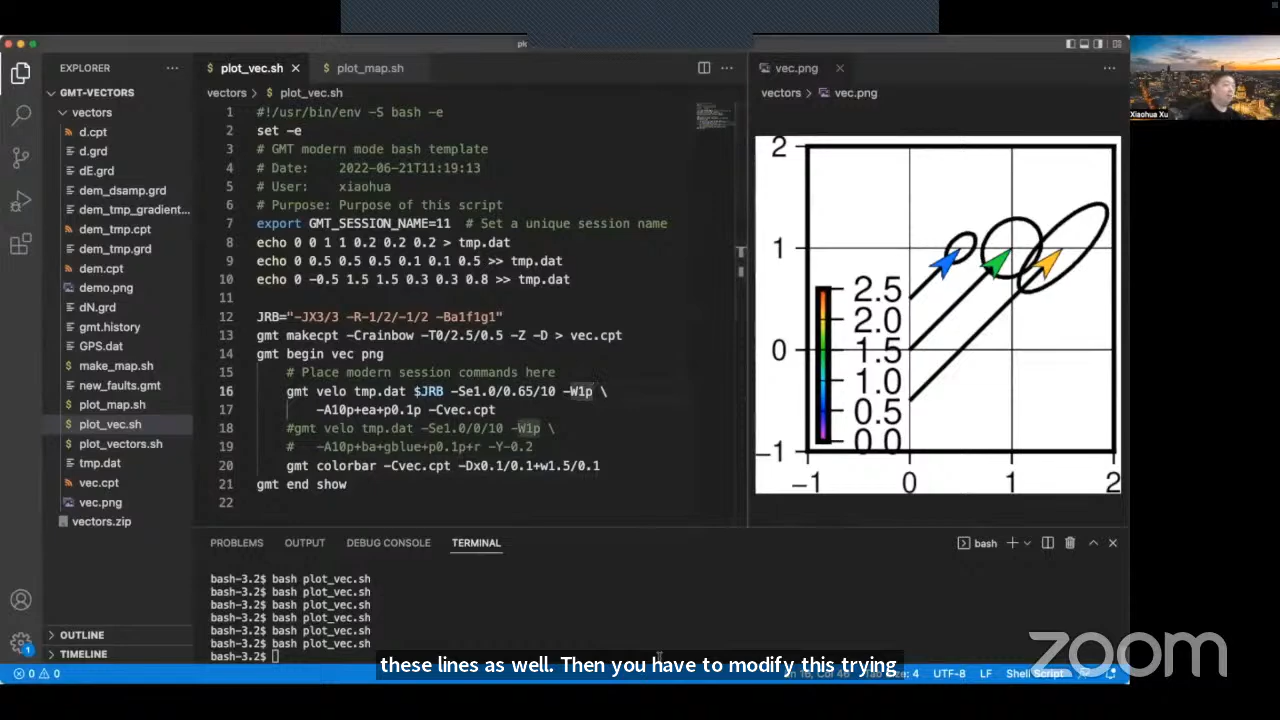 pk
EXPLORER
GMT-VECTORS
vectors
d.cpt
d.grd
dE.grd
dem_dsamp.grd
dem_tmp_gradient...
dem_tmp.cpt
dem_tmp.grd
dem.cpt
demo.png
dN.grd
gmt.history
GPS.dat
make_map.sh
new_faults.gmt
plot_map.sh
plot_vec.sh
plot_vectors.sh
tmp.dat
vec.cpt
vec.png
vectors.zip
OUTLINE
TIMELINE
plot_vec.sh
plot_map.sh
vectors > plot_vec.sh
1 #!/usr/bin/env -S bash -e
2 set -e
3 # GMT modern mode bash template
4 # Date: 2022-06-21T11:19:13
5 # User: xiaohua
6 # Purpose: Purpose of this script
7 export GMT_SESSION_NAME=11 # Set a unique session name
8 echo 0 0 1 1 0.2 0.2 0.2 > tmp.dat
9 echo 0 0.5 0.5 0.5 0.1 0.1 0.5 >> tmp.dat
10 echo 0 -0.5 1.5 1.5 0.3 0.3 0.8 >> tmp.dat
11
12 JRB="-JX3/3 -R-1/2/-1/2 -Ba1f1g1"
13 gmt makecpt -Crainbow -T0/2.5/0.5 -Z -D > vec.cpt
14 gmt begin vec png
15 # Place modern session commands here
16 gmt velo tmp.dat $JRB -Se1.0/0.65/10 -W1p \
17 -A10p+ea+p0.1p -Cvec.cpt
18 #gmt velo tmp.dat -Se1.0/0/10 -W1p \
19 # -A10p+ba+gblue+p0.1p+r -Y-0.2
20 gmt colorbar -Cvec.cpt -Dx0.1/0.1+w1.5/0.1
21 gmt end show
22
vec.png
vectors > vec.png
2
1
0
-1
-1 0 1 2
2.5
2.0
1.5
1.0
0.5
0.0
Xiaohua Xu
PROBLEMS OUTPUT DEBUG CONSOLE TERMINAL
bash
bash-3.2$ bash plot_vec.sh
bash-3.2$ bash plot_vec.sh
bash-3.2$ bash plot_vec.sh
bash-3.2$ bash plot_vec.sh
bash-3.2$ bash plot_vec.sh
bash-3.2$ bash plot_vec.sh
bash-3.2$
these lines as well. Then you have to modify this trying
1
0 0
Ln 16, Col 46 Tab Size: 4 UTF-8 LF Shell Script
zoom